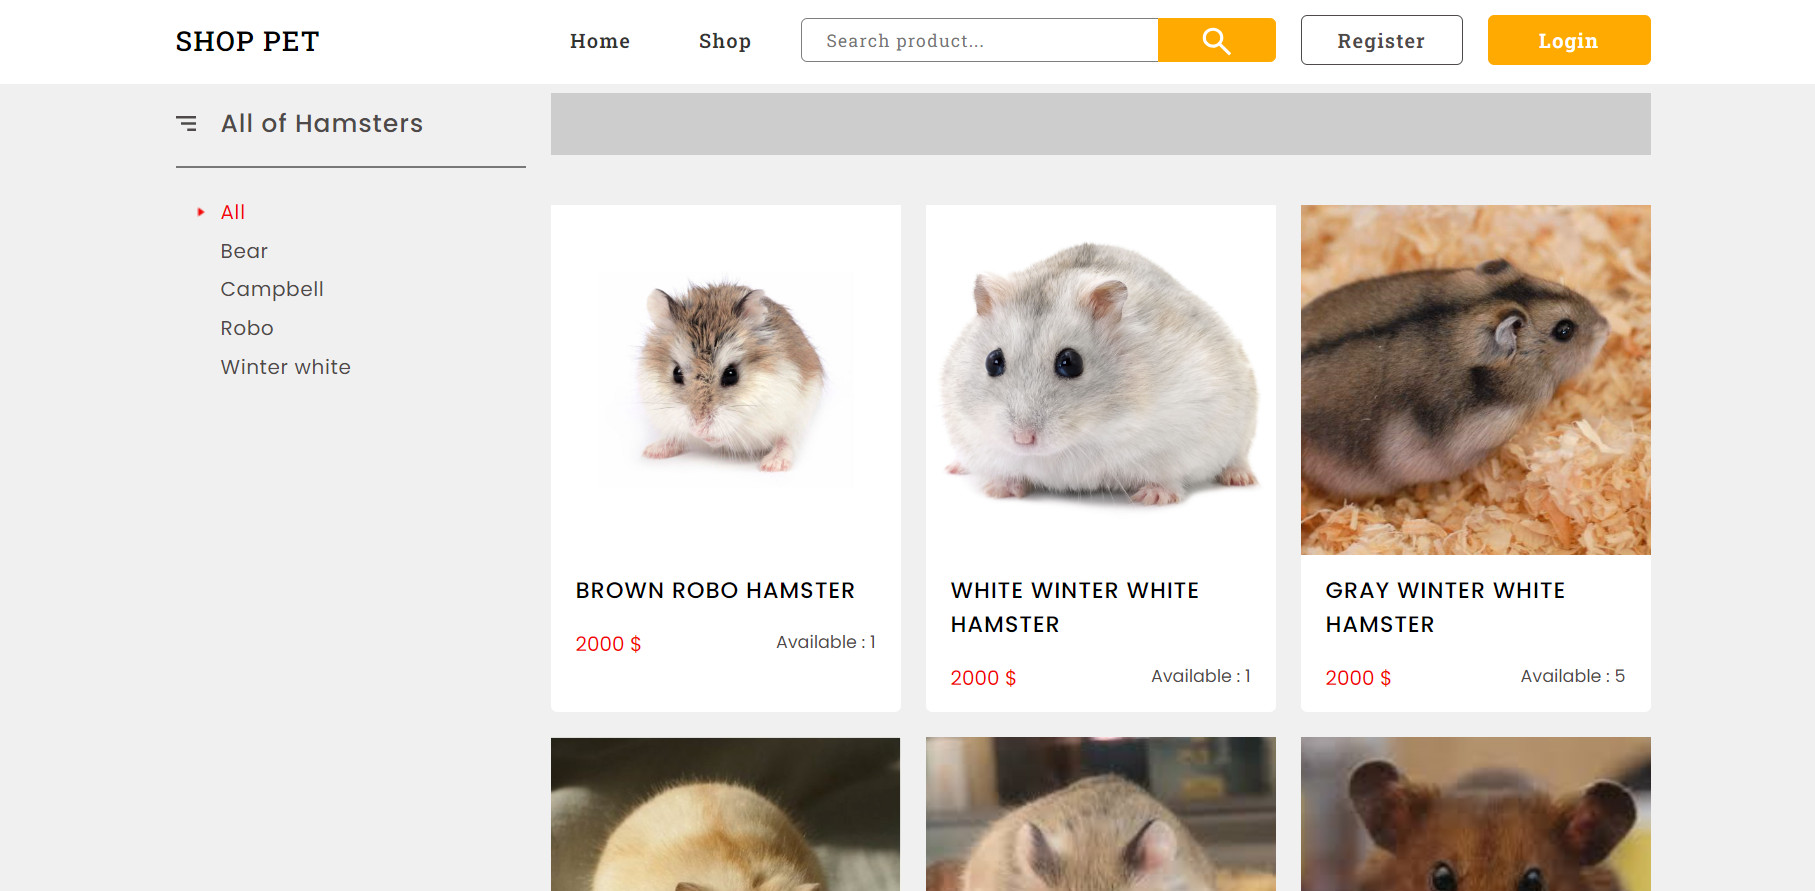 SHOP PET
Home
Shop
Search product...
Register
Login
All of Hamsters
All
Bear
Campbell
Robo
Winter white
BROWN ROBO HAMSTER
2000 $
Available : 1
WHITE WINTER WHITE
HAMSTER
2000 $
Available : 1
GRAY WINTER WHITE
HAMSTER
2000 $
Available : 5